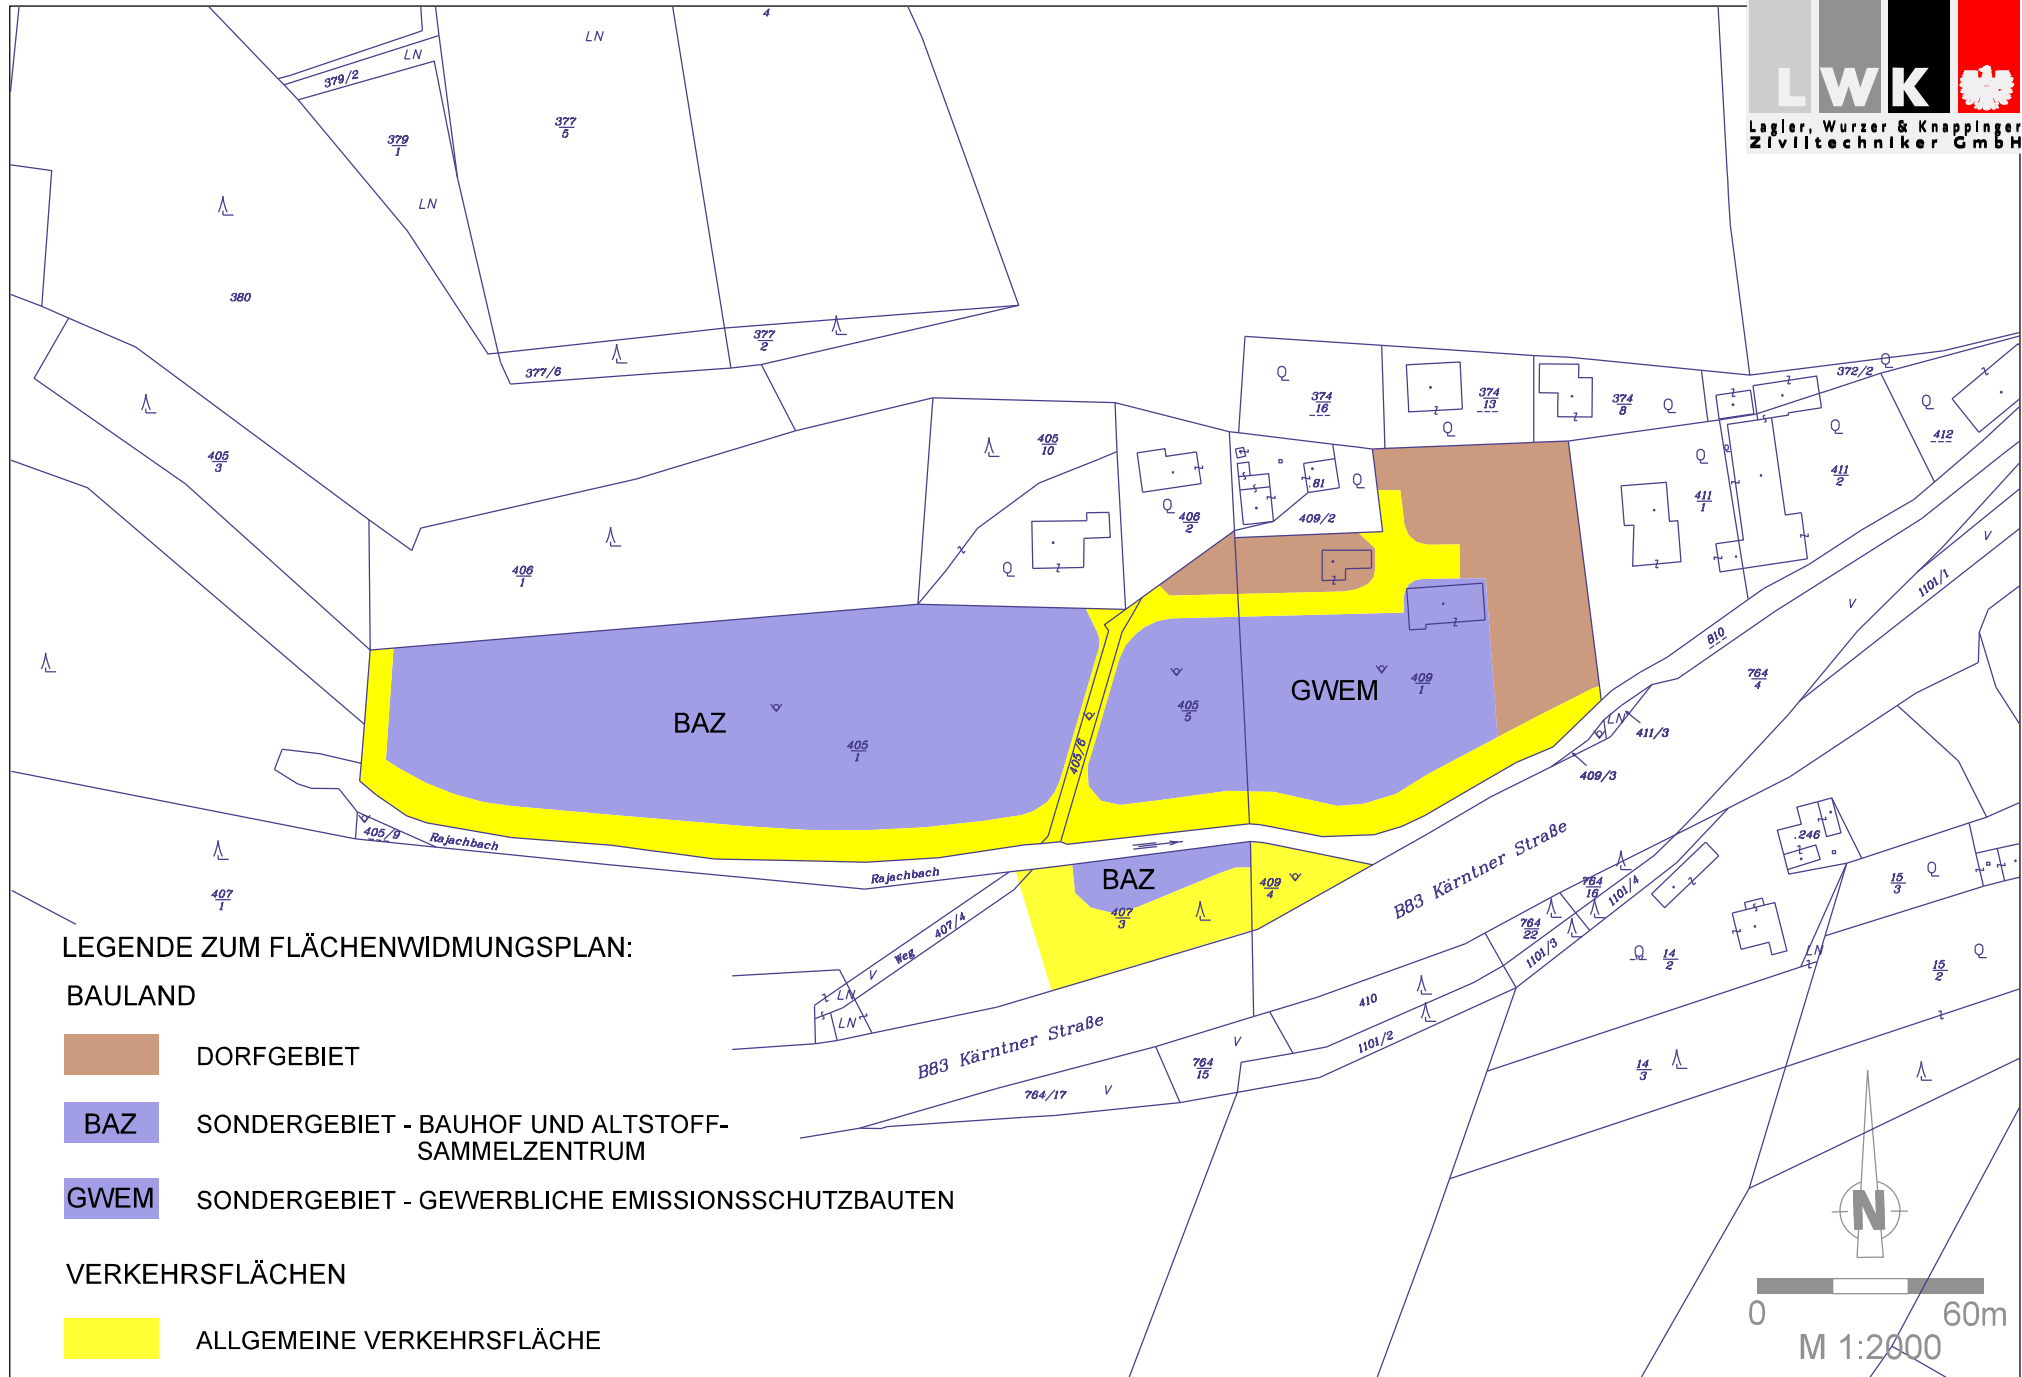 4
LN
LN
379/2
377
5
379
1
LN
L W K
Lagler, Wurzer & Knappinger
Ziviltechniker GmbH
380
377
2
377/6
372/2
374
16
374
13
374
8
412
405
3
405
10
406
2
.81
409/2
411
1
411
2
406
1
1101/1
810
764
4
GWEM
409
1
405
5
BAZ
405
1
405/6
LN
411/3
409/3
405/9
Rajachbach
Rajachbach
.246
B83 Kärntner Straße
BAZ
409
4
407
3
407
1
407/4
Weg
764
16
1101/4
764
22
1101/3
15
3
14
2
LN
15
2
LN
LN
410
B83 Kärntner Straße
1101/2
764
15
764/17
14
3
LEGENDE ZUM FLÄCHENWIDMUNGSPLAN:
BAULAND
DORFGEBIET
BAZ SONDERGEBIET - BAUHOF UND ALTSTOFF-
SAMMELZENTRUM
GWEM SONDERGEBIET - GEWERBLICHE EMISSIONSSCHUTZBAUTEN
VERKEHRSFLÄCHEN
ALLGEMEINE VERKEHRSFLÄCHE
N
0 60m
M 1:2000